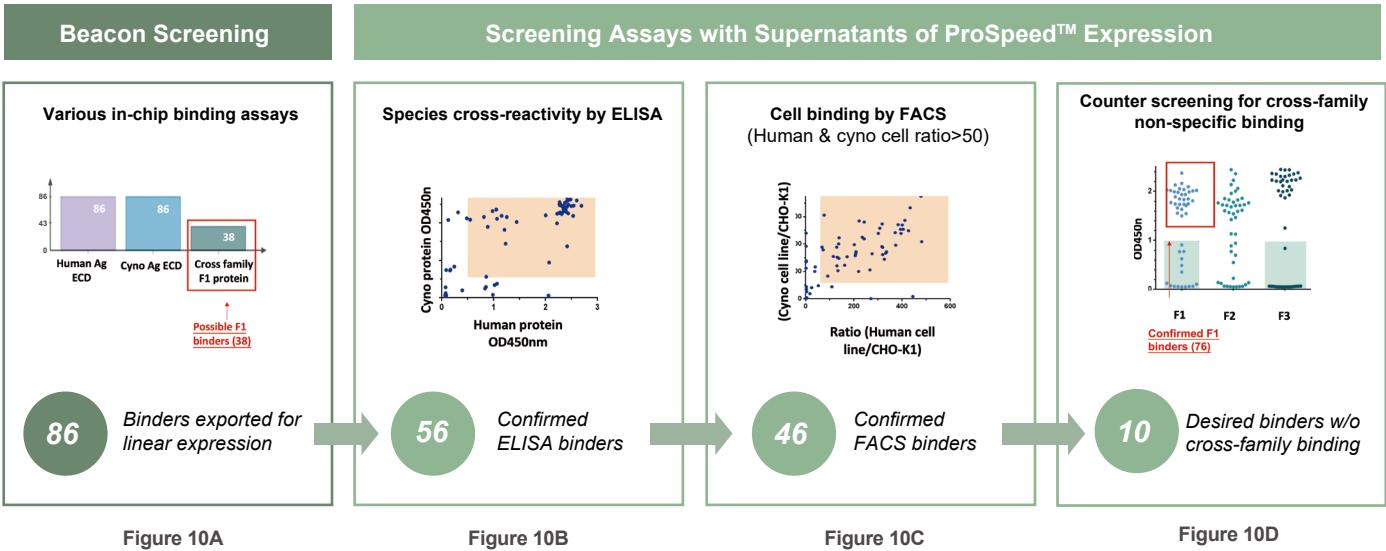 Beacon Screening
Screening Assays with Supernatants of ProSpeed™ Expression
Various in-chip binding assays
86
43
0
86
86
38
Human Ag
ECD
Cyno Ag ECD
Cross family
F1 protein
Possible F1
binders (38)
86
Binders exported for
linear expression
Figure 10A
Species cross-reactivity by ELISA
Cyno protein OD450n
0
1
2
3
Human protein
OD450nm
56
Confirmed
ELISA binders
Figure 10B
Cell binding by FACS
(Human & cyno cell ratio>50)
(Cyno cell line/CHO-K1)
0
200
400
600
Ratio (Human cell
line/CHO-K1)
46
Confirmed
FACS binders
Figure 10C
Counter screening for cross-family
non-specific binding
OD450n
2
1
0
F1
F2
F3
Confirmed F1
binders (76)
10
Desired binders w/o
cross-family binding
Figure 10D